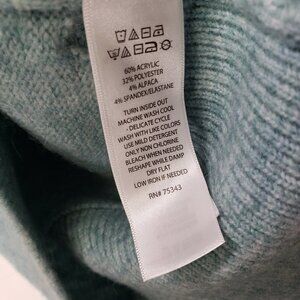 60% ACRYLIC
32% POLYESTER
4% ALPACA
4% SPANDEX/ELASTANE
TURN INSIDE OUT
MACHINE WASH COOL
- DELICATE CYCLE
WASH WITH LIKE COLORS
USE MILD DETERGENT
ONLY NON CHLORINE
BLEACH WHEN NEEDED
RESHAPE WHILE DAMP
DRY FLAT
LOW IRON IF NEEDED
RN# 75343